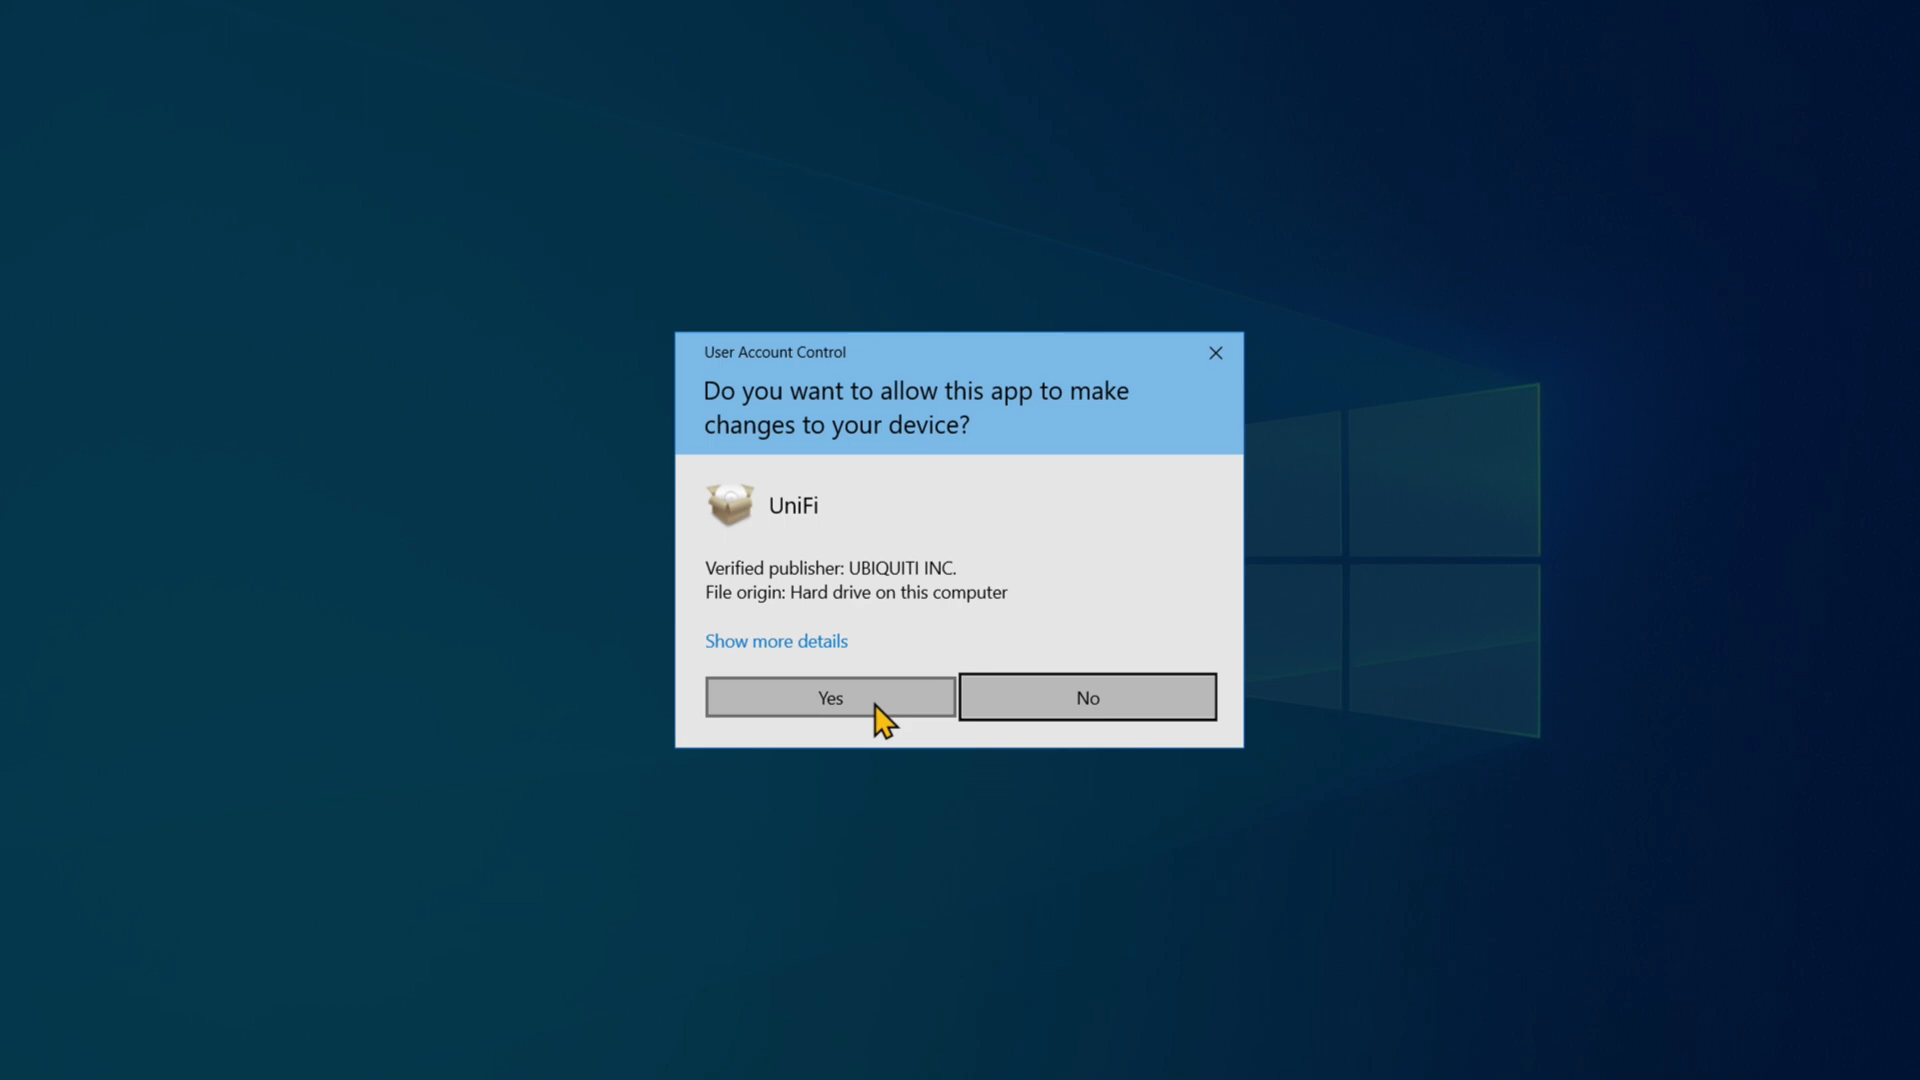 User Account Control
Do you want to allow this app to make
changes to your device?
UniFi
Verified publisher: UBIQUITI INC.
File origin: Hard drive on this computer
Show more details
Yes
No